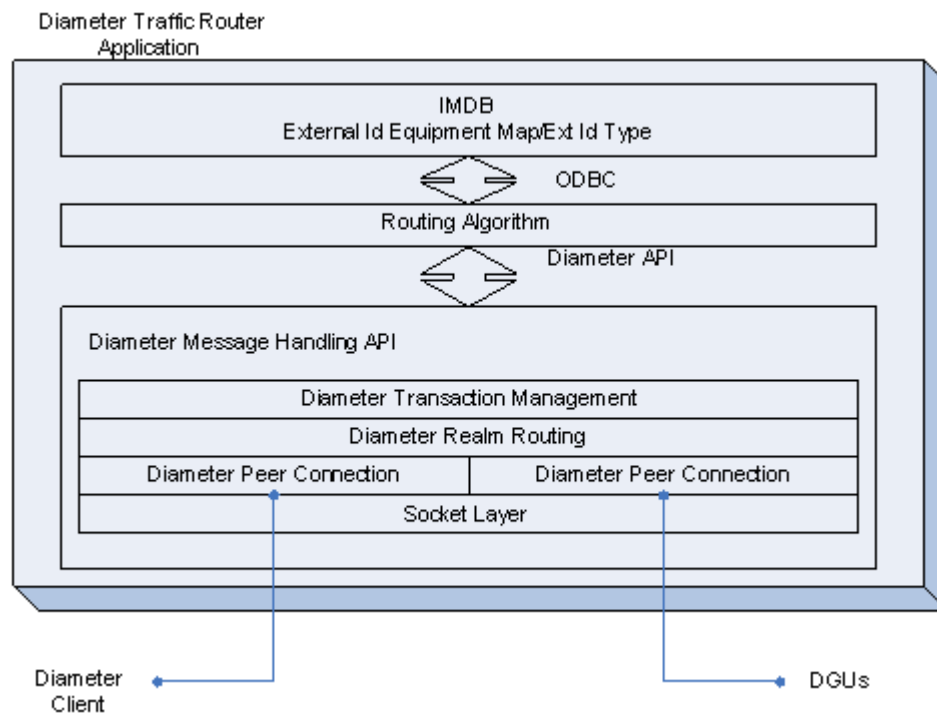 Diameter Traffic Router
Application
IMDB
External Id Equipment Map/Ext Id Type
ODBC
Routing Algorithm
Diameter API
Diameter Message Handling API
Diameter Transaction Management
Diameter Realm Routing
Diameter Peer Connection
Diameter Peer Connection
Socket Layer
Diameter
Client
DGUs